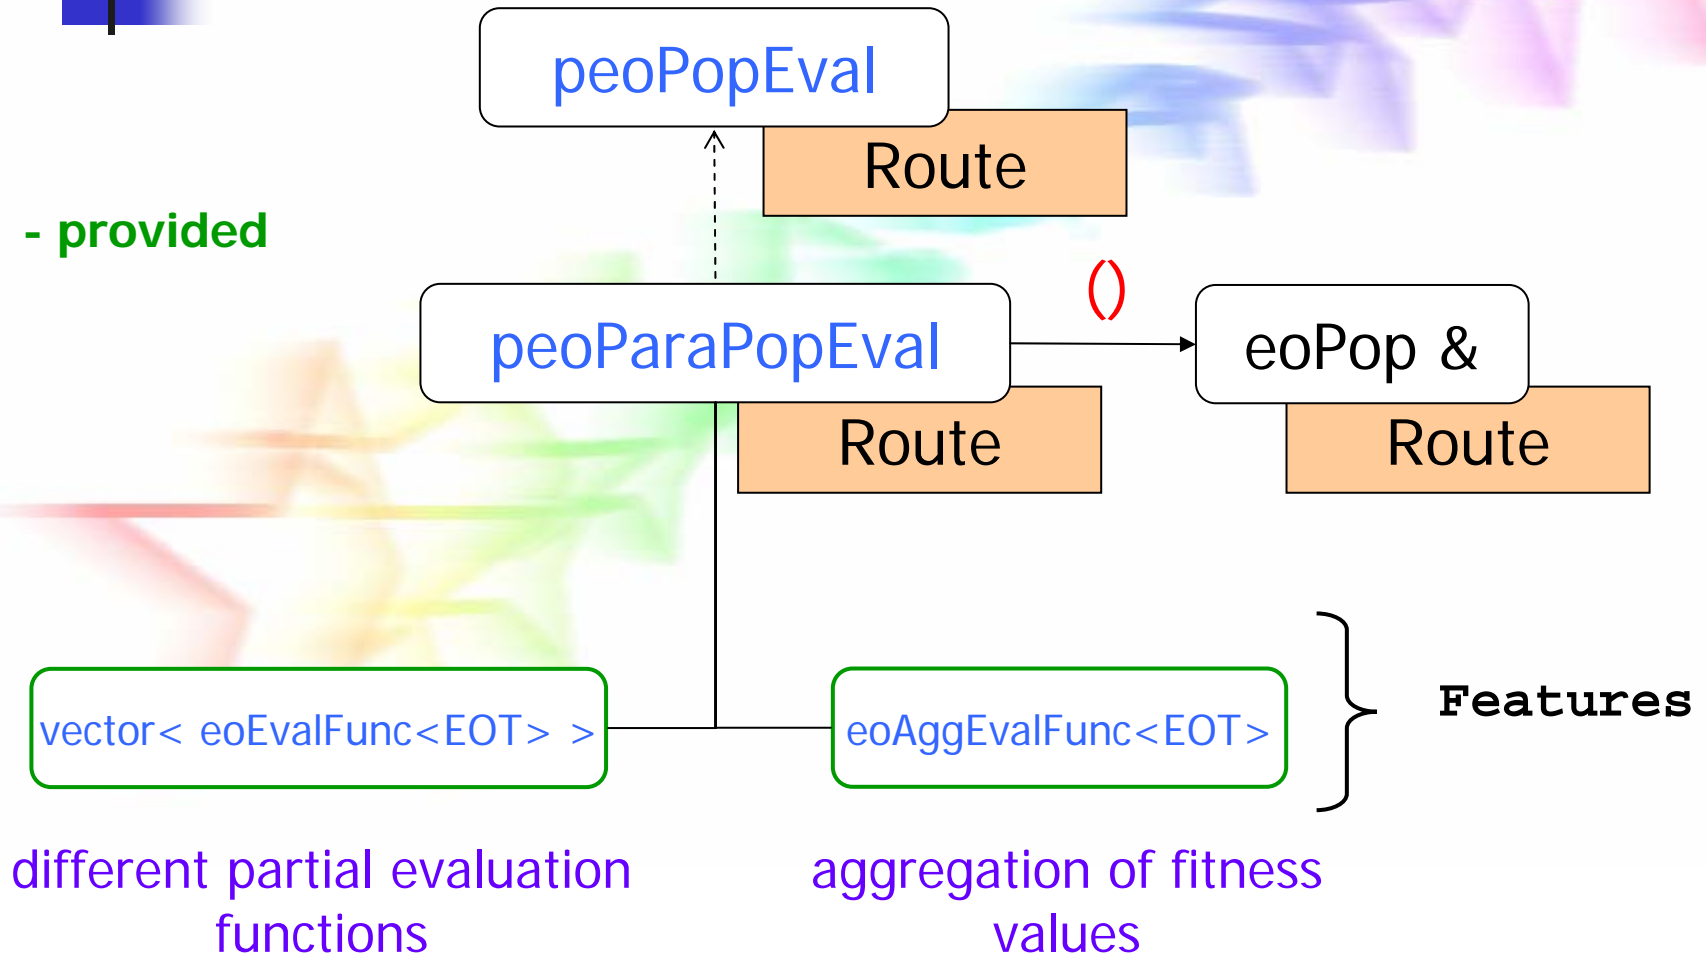 peoPopEval
Route
- provided
()
peoParaPopEval
eoPop &
Route
Route
Features
vector< eoEvalFunc<EOT> >
eoAggEvalFunc<EOT>
different partial evaluation
functions
aggregation of fitness
values